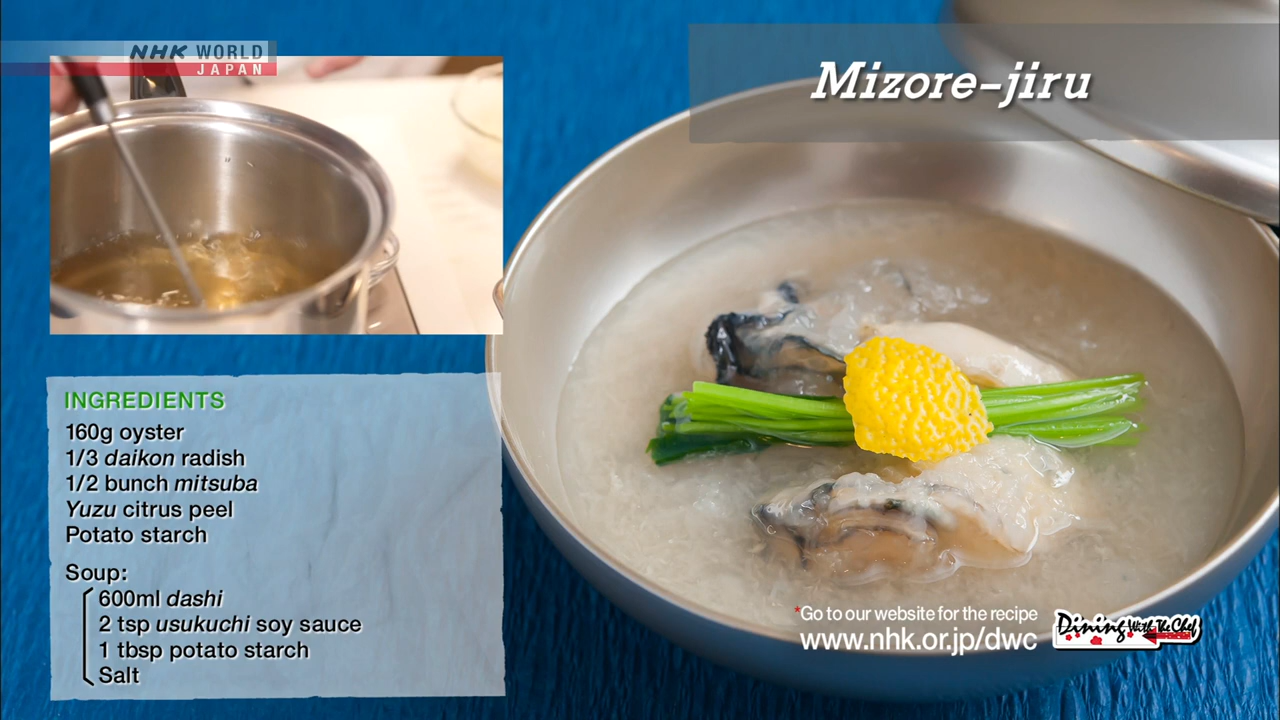 NHK WORLD
JAPAN
Mizore-jiru
INGREDIENTS
160g oyster
1/3 daikon radish
1/2 bunch mitsuba
Yuzu citrus peel
Potato starch
Soup:
600ml dashi
2 tsp usukuchi soy sauce
1 tbsp potato starch
Salt
*Go to our website for the recipe
www.nhk.or.jp/dwc
Dining With The Chef